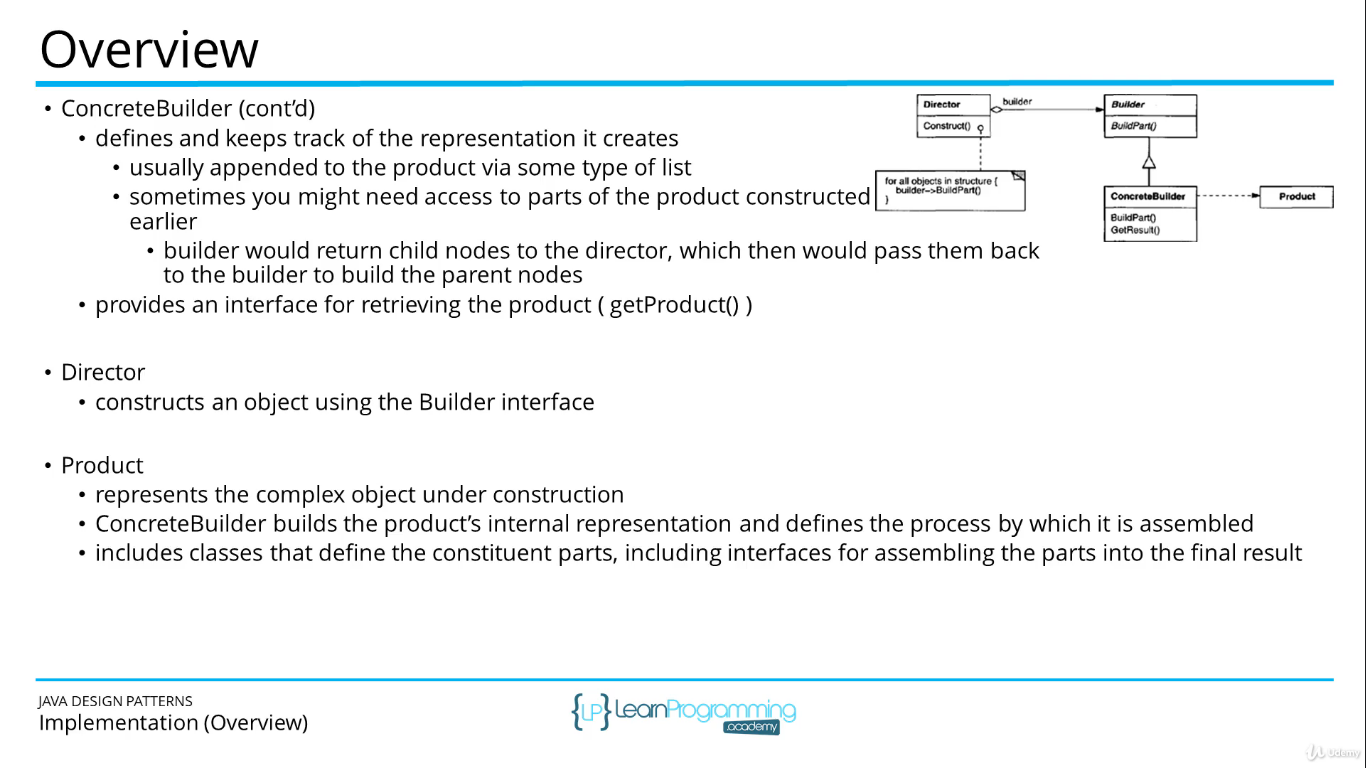 Overview
• ConcreteBuilder (cont’d)
• defines and keeps track of the representation it creates
• usually appended to the product via some type of list
• sometimes you might need access to parts of the product constructed
earlier
• builder would return child nodes to the director, which then would pass them back
to the builder to build the parent nodes
• provides an interface for retrieving the product ( getProduct() )
• Director
• constructs an object using the Builder interface
• Product
• represents the complex object under construction
• ConcreteBuilder builds the product’s internal representation and defines the process by which it is assembled
• includes classes that define the constituent parts, including interfaces for assembling the parts into the final result
Director
Construct()
builder
Builder
BuildPart()
for all objects in structure {
builder->BuildPart()
}
ConcreteBuilder
BuildPart()
GetResult()
Product
JAVA DESIGN PATTERNS
Implementation (Overview)
{LP} LearnProgramming
.academy
Udemy